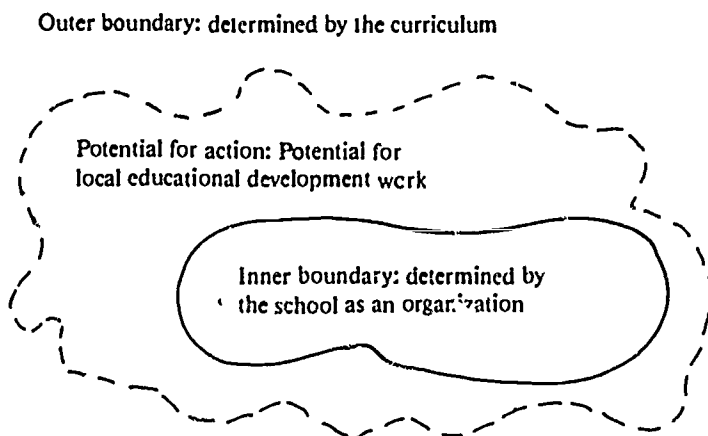 Outer boundary: determined by the curriculum
Potential for action: Potential for
local educational development work
Inner boundary: determined by
the school as an organization